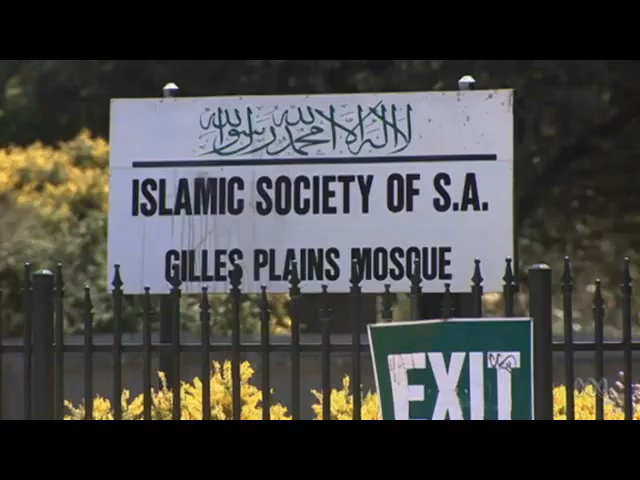 لا اله الا الله محمد رسول الله
ISLAMIC SOCIETY OF S.A.
GILLES PLAINS MOSQUE
EXIT